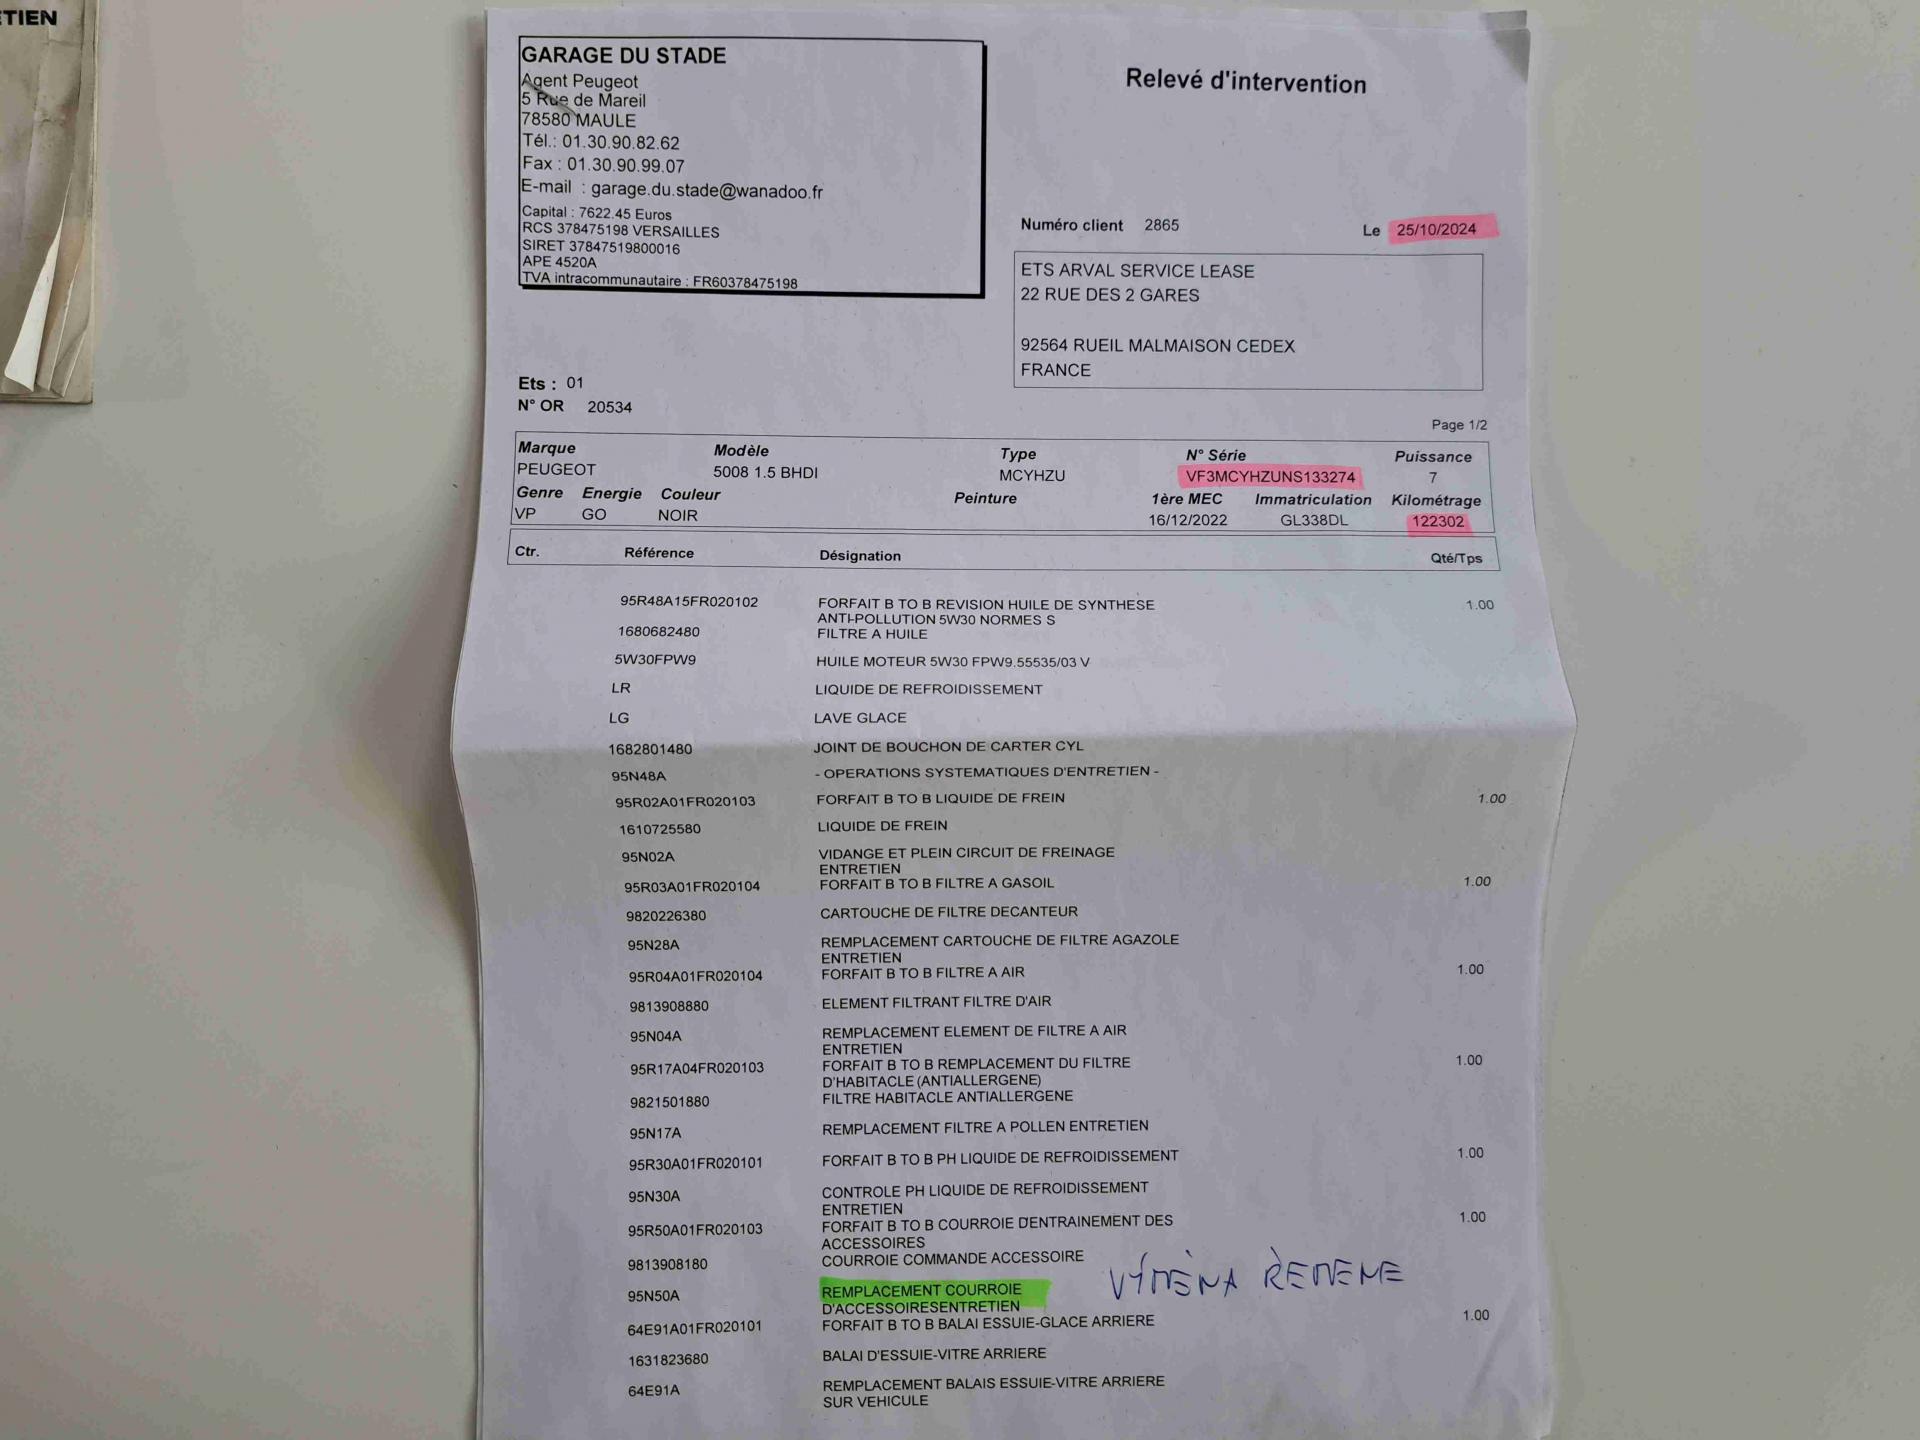 ETIEN
GARAGE DU STADE
Agent Peugeot
5 Rue de Mareil
78580 MAULE
Tél.: 01.30.90.82.62
Fax : 01.30.90.99.07
E-mail : garage.du.stade@wanadoo.fr
Capital : 7622.45 Euros
RCS 378475198 VERSAILLES
SIRET 37847519800016
APE 4520A
TVA intracommunautaire : FR60378475198
Relevé d'intervention
Numéro client 2865 Le 25/10/2024
ETS ARVAL SERVICE LEASE
22 RUE DES 2 GARES
92564 RUEIL MALMAISON CEDEX
FRANCE
Ets : 01
N° OR 20534
Page 1/2
Marque Modèle Type N° Série Puissance
PEUGEOT 5008 1.5 BHDI MCYHZU VF3MCYHZUNS133274 7
Genre Energie Couleur Peinture 1ère MEC Immatriculation Kilométrage
VP GO NOIR 16/12/2022 GL338DL 122302
Ctr. Référence Désignation Qté/Tps
95R48A15FR020102 FORFAIT B TO B REVISION HUILE DE SYNTHESE 1.00
ANTI-POLLUTION 5W30 NORMES S
1680682480 FILTRE A HUILE
5W30FPW9 HUILE MOTEUR 5W30 FPW9.55535/03 V
LR LIQUIDE DE REFROIDISSEMENT
LG LAVE GLACE
1682801480 JOINT DE BOUCHON DE CARTER CYL
95N48A - OPERATIONS SYSTEMATIQUES D'ENTRETIEN -
95R02A01FR020103 FORFAIT B TO B LIQUIDE DE FREIN 1.00
1610725580 LIQUIDE DE FREIN
95N02A VIDANGE ET PLEIN CIRCUIT DE FREINAGE
ENTRETIEN
95R03A01FR020104 FORFAIT B TO B FILTRE A GASOIL 1.00
9820226380 CARTOUCHE DE FILTRE DECANTEUR
95N28A REMPLACEMENT CARTOUCHE DE FILTRE AGAZOLE
ENTRETIEN
95R04A01FR020104 FORFAIT B TO B FILTRE A AIR 1.00
9813908880 ELEMENT FILTRANT FILTRE D'AIR
95N04A REMPLACEMENT ELEMENT DE FILTRE A AIR
ENTRETIEN
95R17A04FR020103 FORFAIT B TO B REMPLACEMENT DU FILTRE 1.00
D'HABITACLE (ANTIALLERGENE)
9821501880 FILTRE HABITACLE ANTIALLERGENE
95N17A REMPLACEMENT FILTRE A POLLEN ENTRETIEN
95R30A01FR020101 FORFAIT B TO B PH LIQUIDE DE REFROIDISSEMENT 1.00
95N30A CONTROLE PH LIQUIDE DE REFROIDISSEMENT
ENTRETIEN
95R50A01FR020103 FORFAIT B TO B COURROIE D'ENTRAINEMENT DES 1.00
ACCESSOIRES
9813908180 COURROIE COMMANDE ACCESSOIRE
95N50A REMPLACEMENT COURROIE VÝMĚNA ŘEMENE
D'ACCESSOIRESENTRETIEN
64E91A01FR020101 FORFAIT B TO B BALAI ESSUIE-GLACE ARRIERE 1.00
1631823680 BALAI D'ESSUIE-VITRE ARRIERE
64E91A REMPLACEMENT BALAIS ESSUIE-VITRE ARRIERE
SUR VEHICULE